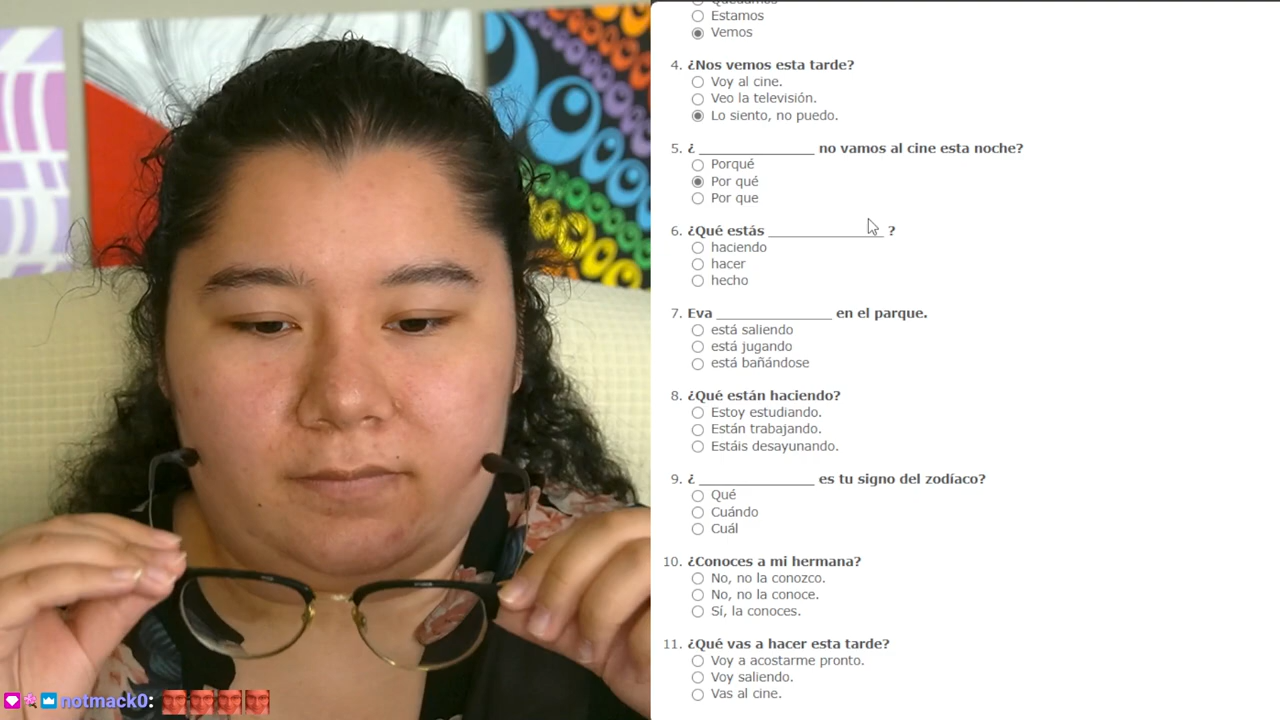 Estamos
Vemos
4. ¿Nos vemos esta tarde?
Voy al cine.
Veo la televisión.
Lo siento, no puedo.
5. ¿ ________________ no vamos al cine esta noche?
Porqué
Por qué
Por que
6. ¿Qué estás ________________ ?
haciendo
hacer
hecho
7. Eva ________________ en el parque.
está saliendo
está jugando
está bañándose
8. ¿Qué están haciendo?
Estoy estudiando.
Están trabajando.
Estáis desayunando.
9. ¿ ________________ es tu signo del zodíaco?
Qué
Cuándo
Cuál
10. ¿Conoces a mi hermana?
No, no la conozco.
No, no la conoce.
Sí, la conoces.
11. ¿Qué vas a hacer esta tarde?
Voy a acostarme pronto.
Voy saliendo.
Vas al cine.
notmack0: